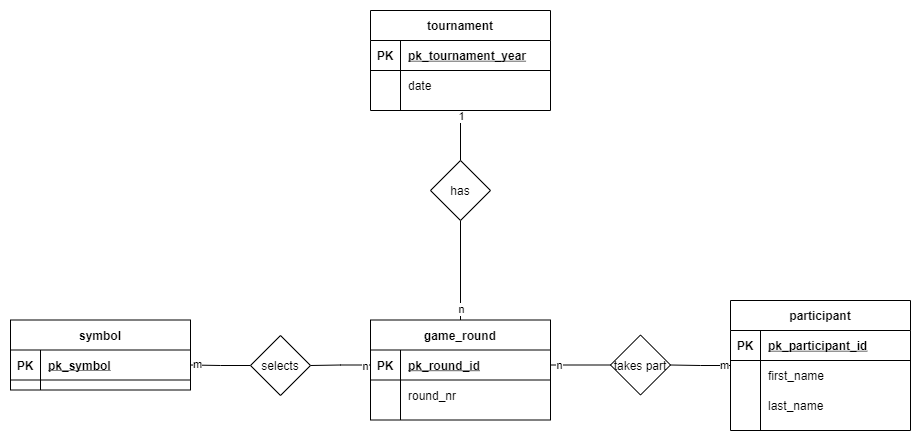 tournament
PK pk_tournament_year
date
1
has
n
symbol
PK pk_symbol
m
selects
n
game_round
PK pk_round_id
round_nr
n
takes part
m
participant
PK pk_participant_id
first_name
last_name